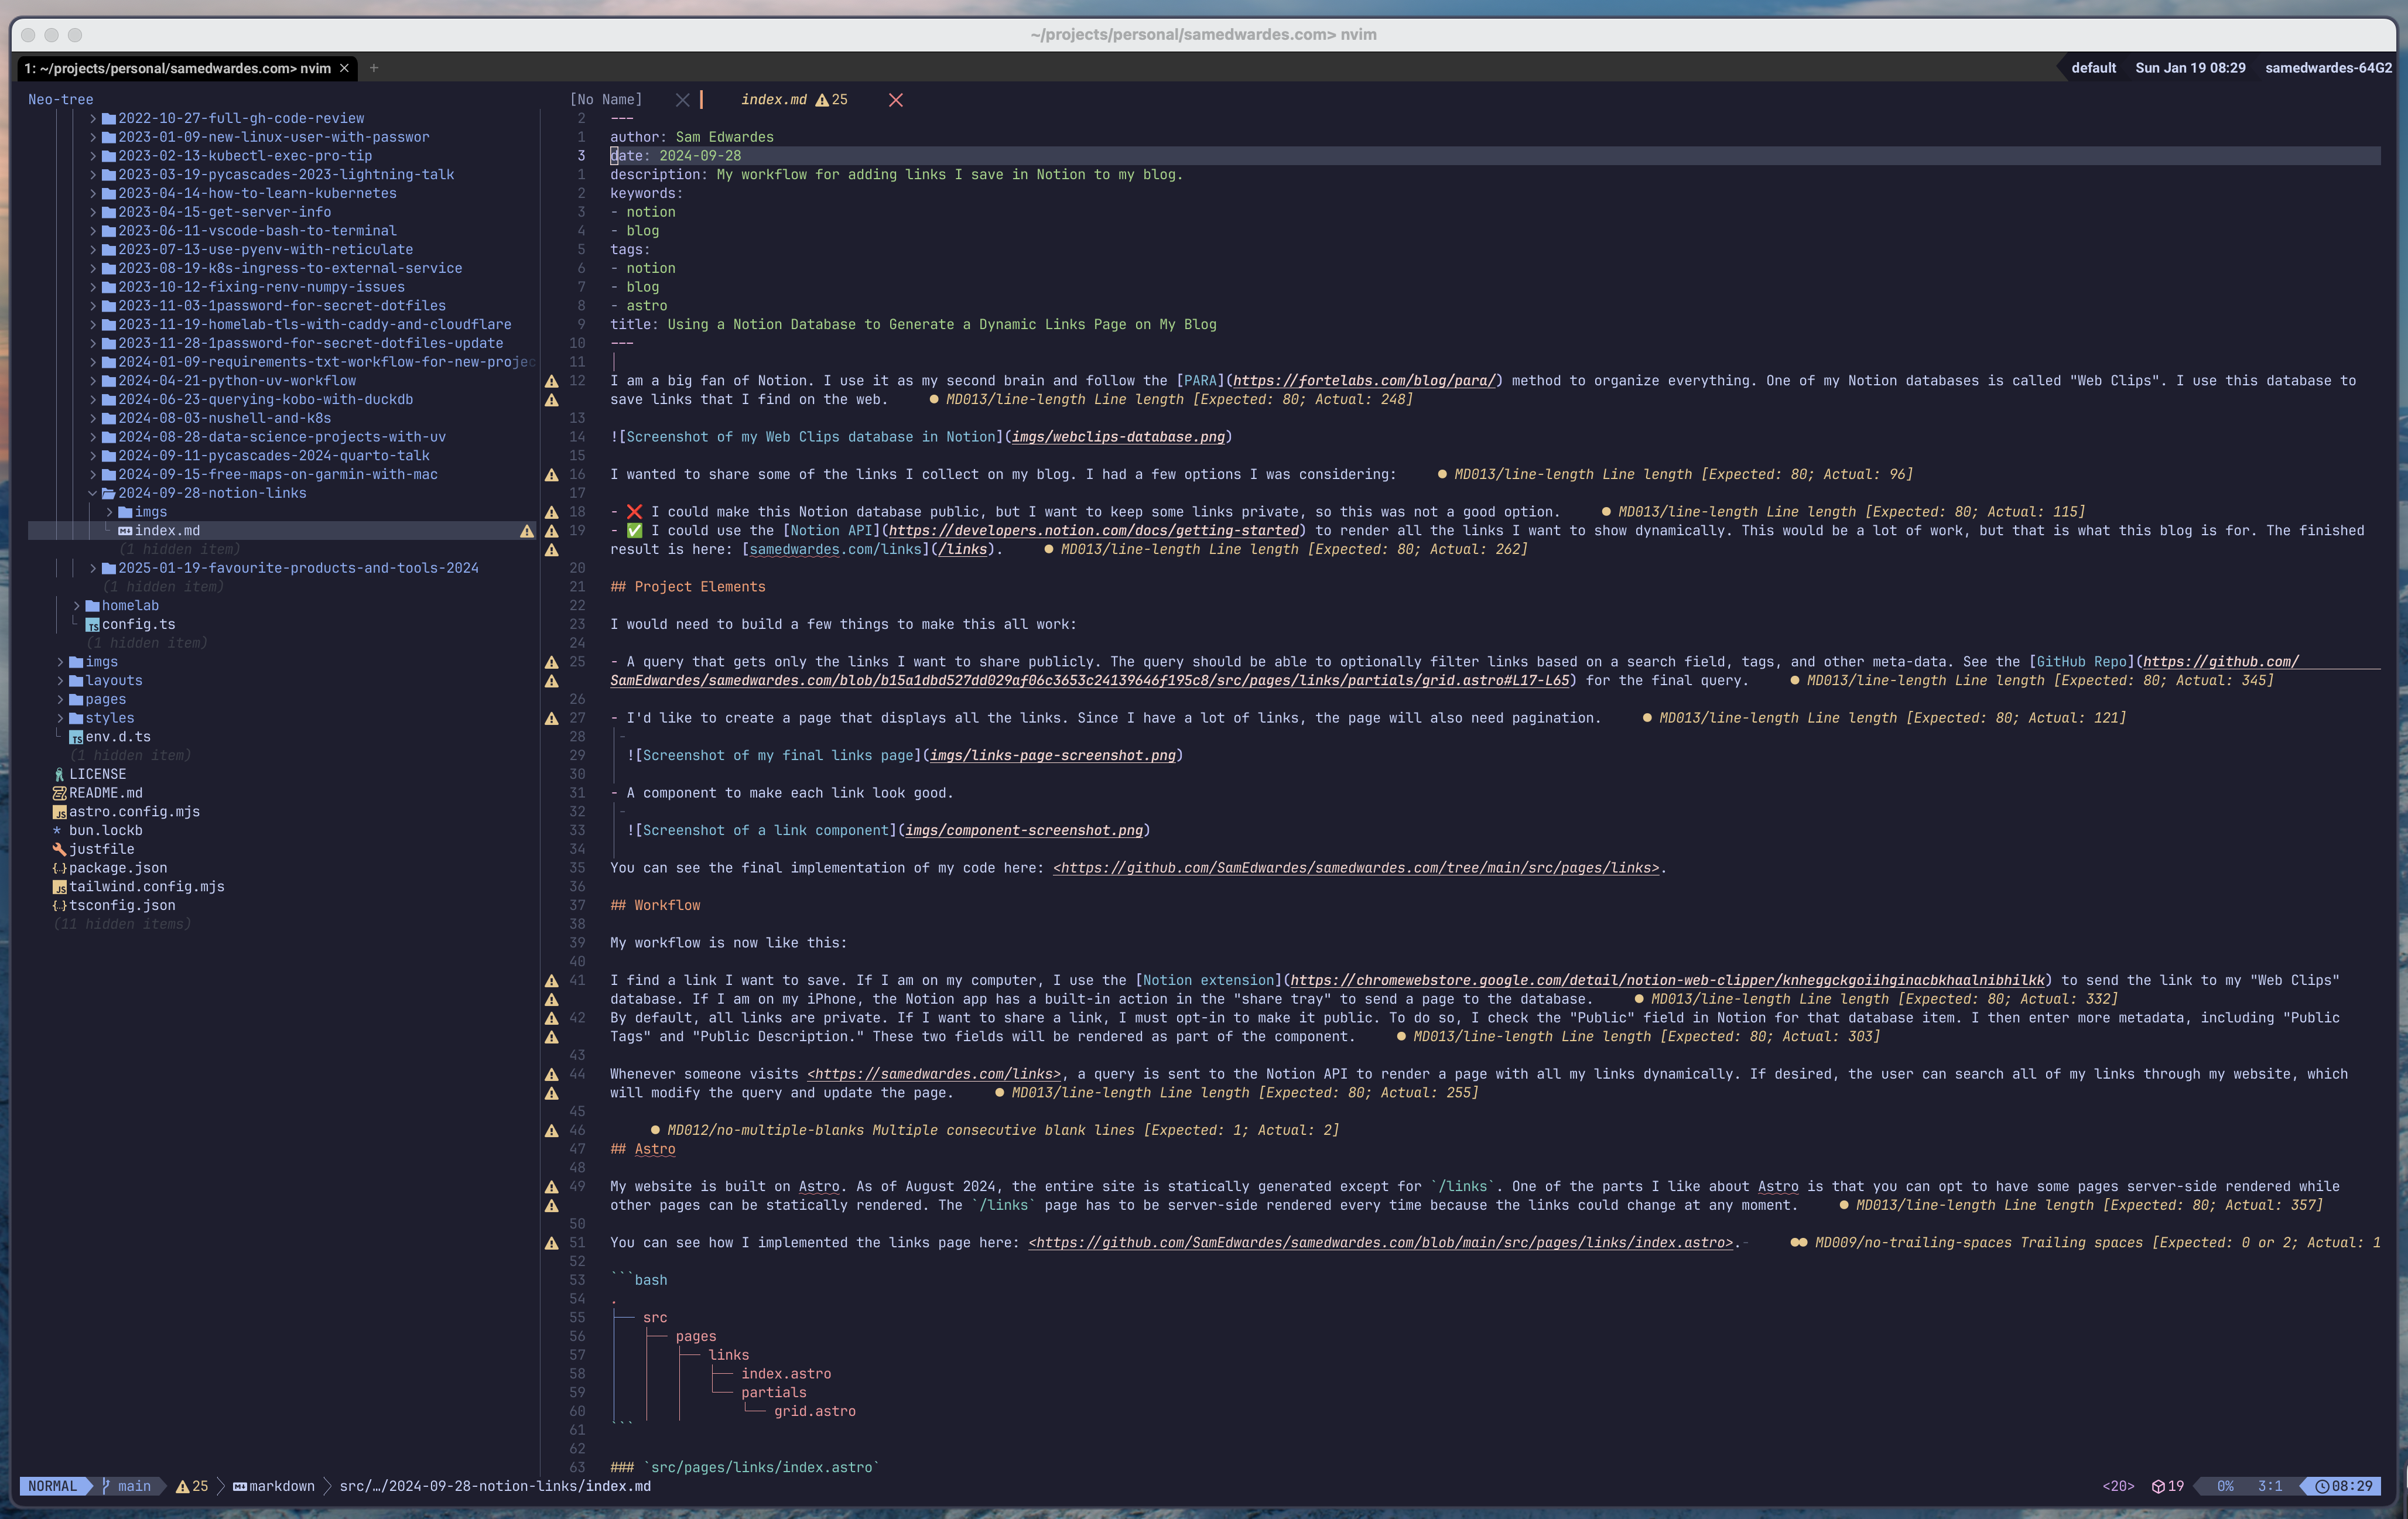 ~/projects/personal/samedwardes.com> nvim
1: ~/projects/personal/samedwardes.com> nvim × +
default Sun Jan 19 08:29 samedwardes-64G2
Neo-tree
2022-10-27-full-gh-code-review
2023-01-09-new-linux-user-with-passwor
2023-02-13-kubectl-exec-pro-tip
2023-03-19-pycascades-2023-lightning-talk
2023-04-14-how-to-learn-kubernetes
2023-04-15-get-server-info
2023-06-11-vscode-bash-to-terminal
2023-07-13-use-pyenv-with-reticulate
2023-08-19-k8s-ingress-to-external-service
2023-10-12-fixing-renv-numpy-issues
2023-11-03-1password-for-secret-dotfiles
2023-11-19-homelab-tls-with-caddy-and-cloudflare
2023-11-28-1password-for-secret-dotfiles-update
2024-01-09-requirements-txt-workflow-for-new-projec
2024-04-21-python-uv-workflow
2024-06-23-querying-kobo-with-duckdb
2024-08-03-nushell-and-k8s
2024-08-28-data-science-projects-with-uv
2024-09-11-pycascades-2024-quarto-talk
2024-09-15-free-maps-on-garmin-with-mac
2024-09-28-notion-links
imgs
index.md
(1 hidden item)
2025-01-19-favourite-products-and-tools-2024
(1 hidden item)
homelab
TS config.ts
(1 hidden item)
imgs
layouts
pages
styles
TS env.d.ts
(1 hidden item)
LICENSE
README.md
JS astro.config.mjs
* bun.lockb
justfile
{..} package.json
JS tailwind.config.mjs
{..} tsconfig.json
(11 hidden items)
[No Name] index.md 25
2 ---
1 author: Sam Edwardes
3 date: 2024-09-28
1 description: My workflow for adding links I save in Notion to my blog.
2 keywords:
3 - notion
4 - blog
5 tags:
6 - notion
7 - blog
8 - astro
9 title: Using a Notion Database to Generate a Dynamic Links Page on My Blog
10 ---
11
12 I am a big fan of Notion. I use it as my second brain and follow the [PARA](https://fortelabs.com/blog/para/) method to organize everything. One of my Notion databases is called "Web Clips". I use this database to
save links that I find on the web. ● MD013/line-length Line length [Expected: 80; Actual: 248]
13
14 ![Screenshot of my Web Clips database in Notion](imgs/webclips-database.png)
15
16 I wanted to share some of the links I collect on my blog. I had a few options I was considering: ● MD013/line-length Line length [Expected: 80; Actual: 96]
17
18 - ❌ I could make this Notion database public, but I want to keep some links private, so this was not a good option. ● MD013/line-length Line length [Expected: 80; Actual: 115]
19 - ✅ I could use the [Notion API](https://developers.notion.com/docs/getting-started) to render all the links I want to show dynamically. This would be a lot of work, but that is what this blog is for. The finished
result is here: [samedwardes.com/links](/links). ● MD013/line-length Line length [Expected: 80; Actual: 262]
20
21 ## Project Elements
22
23 I would need to build a few things to make this all work:
24
25 - A query that gets only the links I want to share publicly. The query should be able to optionally filter links based on a search field, tags, and other meta-data. See the [GitHub Repo](https://github.com/
SamEdwardes/samedwardes.com/blob/b15a1dbd527dd029af06c3653c24139646f195c8/src/pages/links/partials/grid.astro#L17-L65) for the final query. ● MD013/line-length Line length [Expected: 80; Actual: 345]
26
27 - I'd like to create a page that displays all the links. Since I have a lot of links, the page will also need pagination. ● MD013/line-length Line length [Expected: 80; Actual: 121]
28 -
29 ![Screenshot of my final links page](imgs/links-page-screenshot.png)
30
31 - A component to make each link look good.
32 -
33 ![Screenshot of a link component](imgs/component-screenshot.png)
34
35 You can see the final implementation of my code here: <https://github.com/SamEdwardes/samedwardes.com/tree/main/src/pages/links>.
36
37 ## Workflow
38
39 My workflow is now like this:
40
41 I find a link I want to save. If I am on my computer, I use the [Notion extension](https://chromewebstore.google.com/detail/notion-web-clipper/knheggckgoiihginacbkhaalnibhilkk) to send the link to my "Web Clips"
database. If I am on my iPhone, the Notion app has a built-in action in the "share tray" to send a page to the database. ● MD013/line-length Line length [Expected: 80; Actual: 332]
42 By default, all links are private. If I want to share a link, I must opt-in to make it public. To do so, I check the "Public" field in Notion for that database item. I then enter more metadata, including "Public
Tags" and "Public Description." These two fields will be rendered as part of the component. ● MD013/line-length Line length [Expected: 80; Actual: 303]
43
44 Whenever someone visits <https://samedwardes.com/links>, a query is sent to the Notion API to render a page with all my links dynamically. If desired, the user can search all of my links through my website, which
will modify the query and update the page. ● MD013/line-length Line length [Expected: 80; Actual: 255]
45
46 ● MD012/no-multiple-blanks Multiple consecutive blank lines [Expected: 1; Actual: 2]
47 ## Astro
48
49 My website is built on Astro. As of August 2024, the entire site is statically generated except for `/links`. One of the parts I like about Astro is that you can opt to have some pages server-side rendered while
other pages can be statically rendered. The `/links` page has to be server-side rendered every time because the links could change at any moment. ● MD013/line-length Line length [Expected: 80; Actual: 357]
50
51 You can see how I implemented the links page here: <https://github.com/SamEdwardes/samedwardes.com/blob/main/src/pages/links/index.astro>.- ●● MD009/no-trailing-spaces Trailing spaces [Expected: 0 or 2; Actual: 1
52
53 ```bash
54 .
55 ├── src
56 ├── pages
57 ├── links
58 ├── index.astro
59 └── partials
60 └── grid.astro
61 ```
62
63 ### `src/pages/links/index.astro`
NORMAL main 25 markdown src/…/2024-09-28-notion-links/index.md <20> 19 0% 3:1 08:29